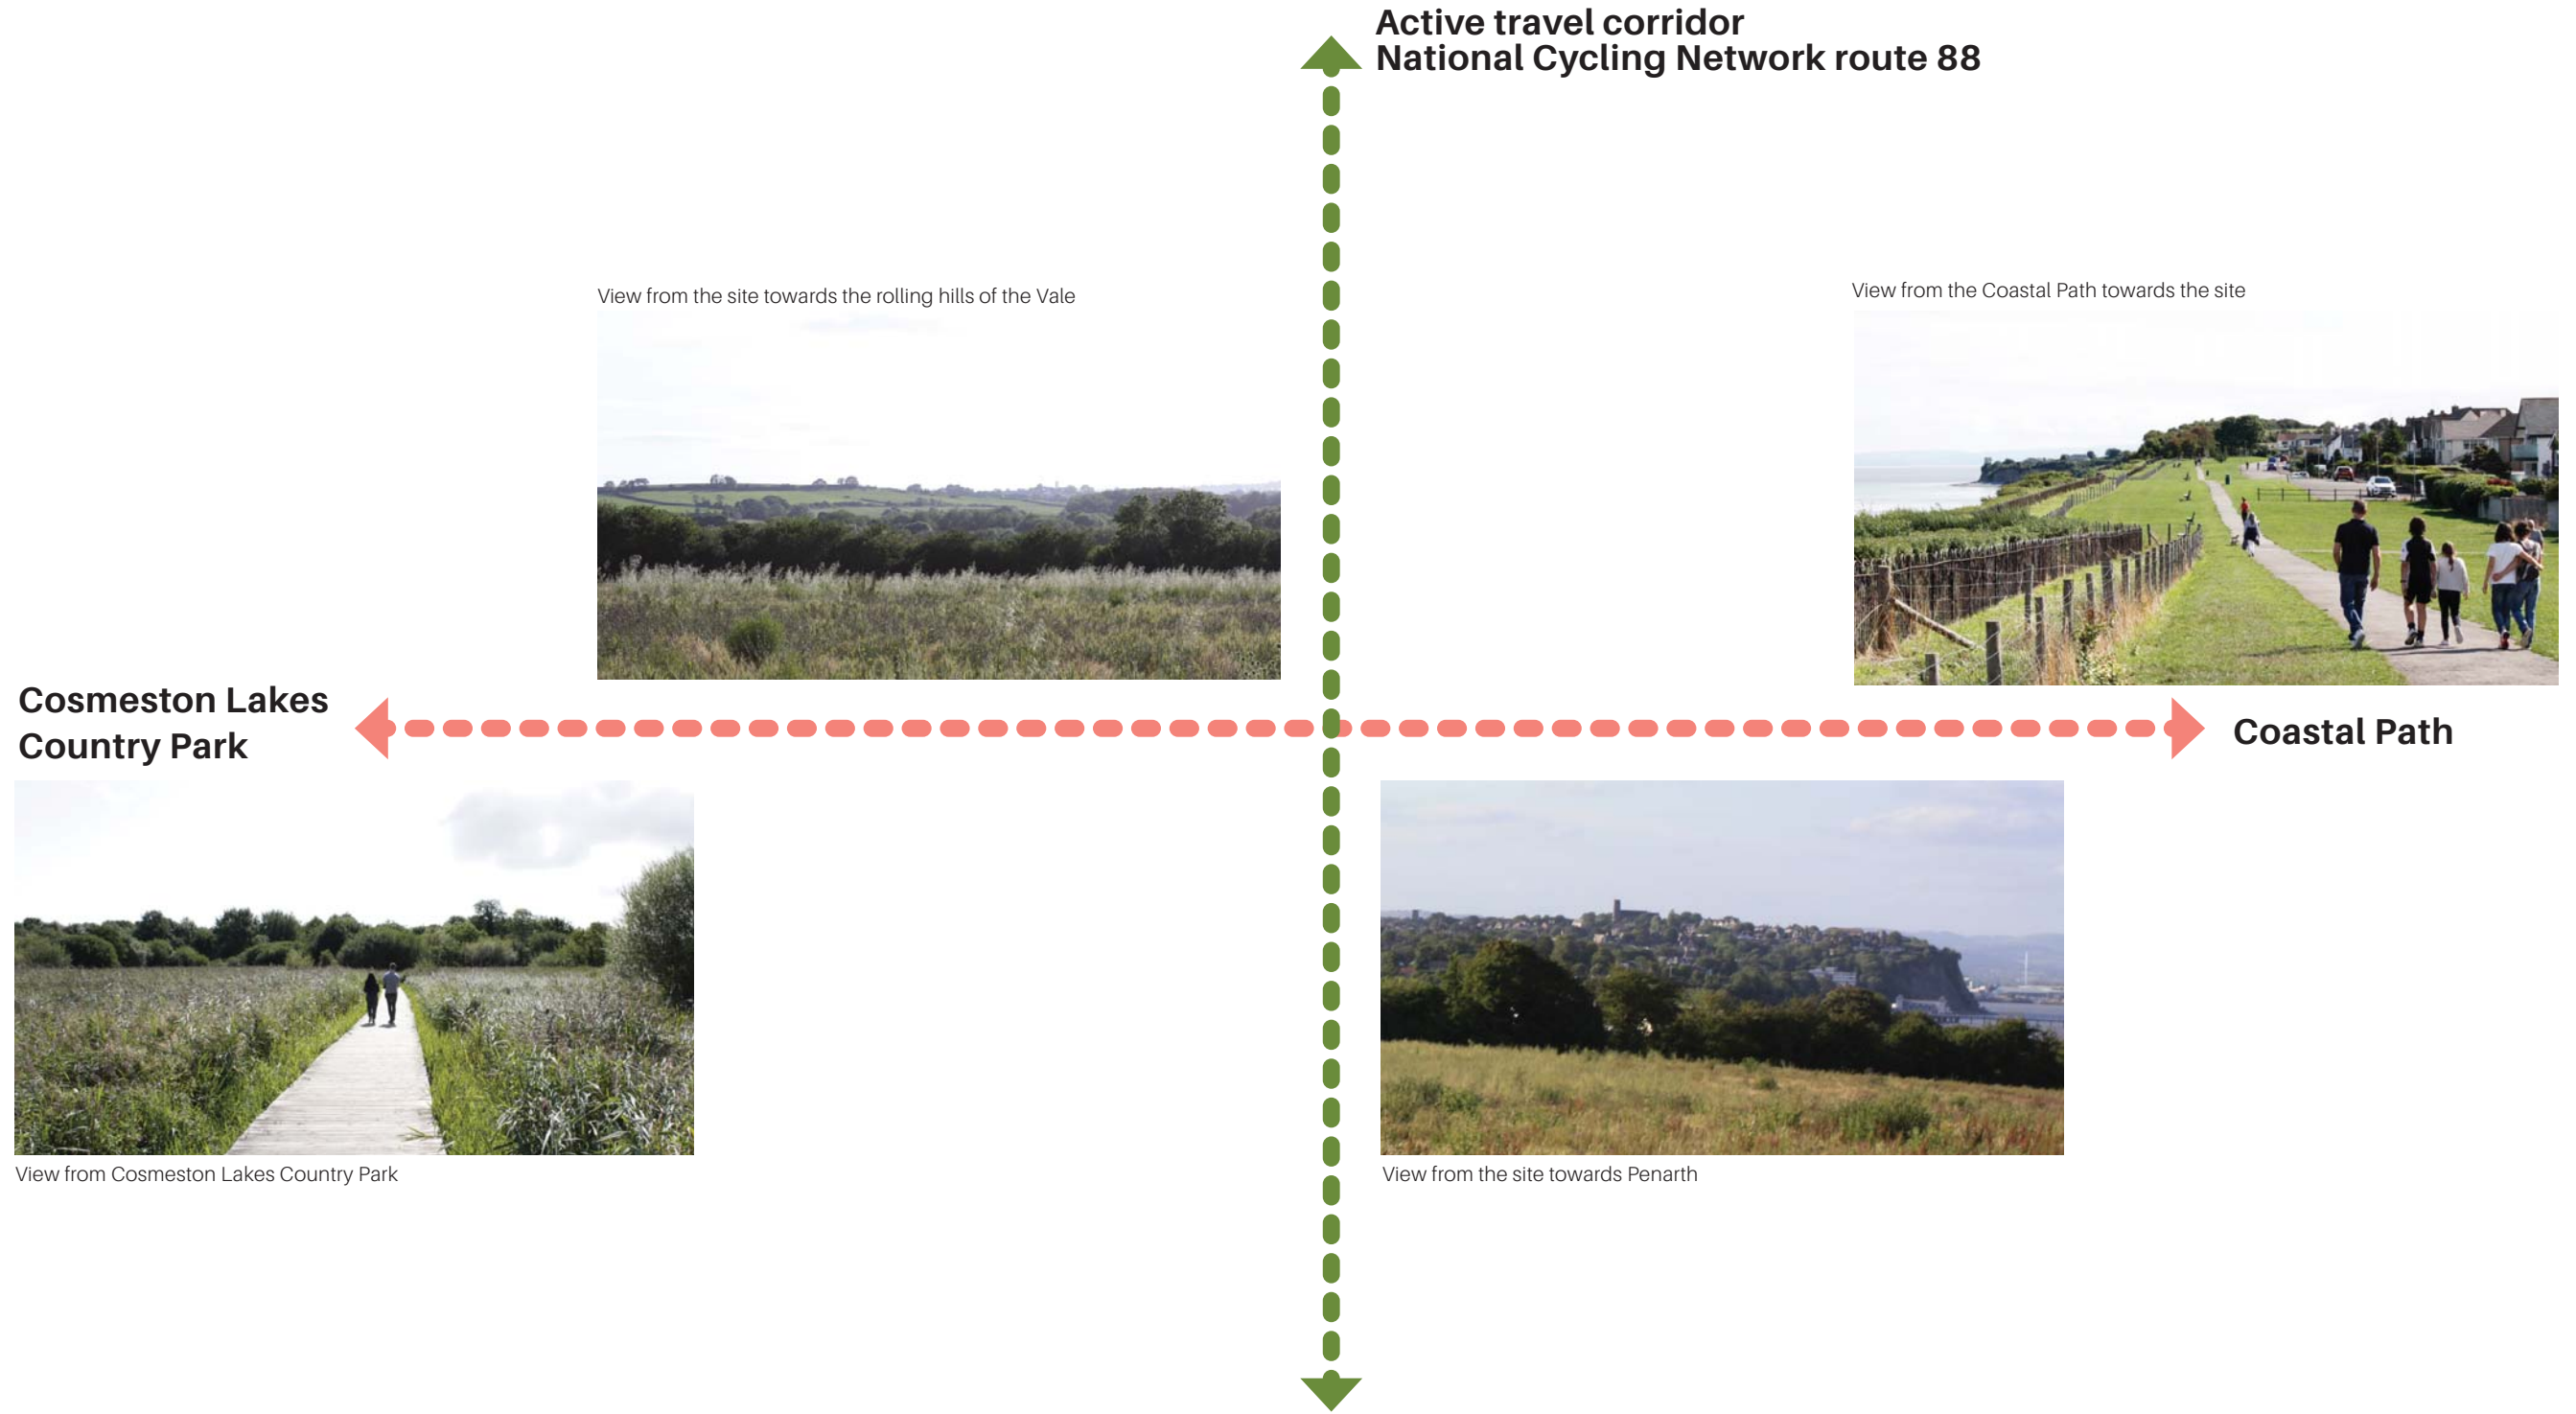 Active travel corridor
National Cycling Network route 88
View from the site towards the rolling hills of the Vale
View from the Coastal Path towards the site
Cosmeston Lakes
Country Park
Coastal Path
View from Cosmeston Lakes Country Park
View from the site towards Penarth